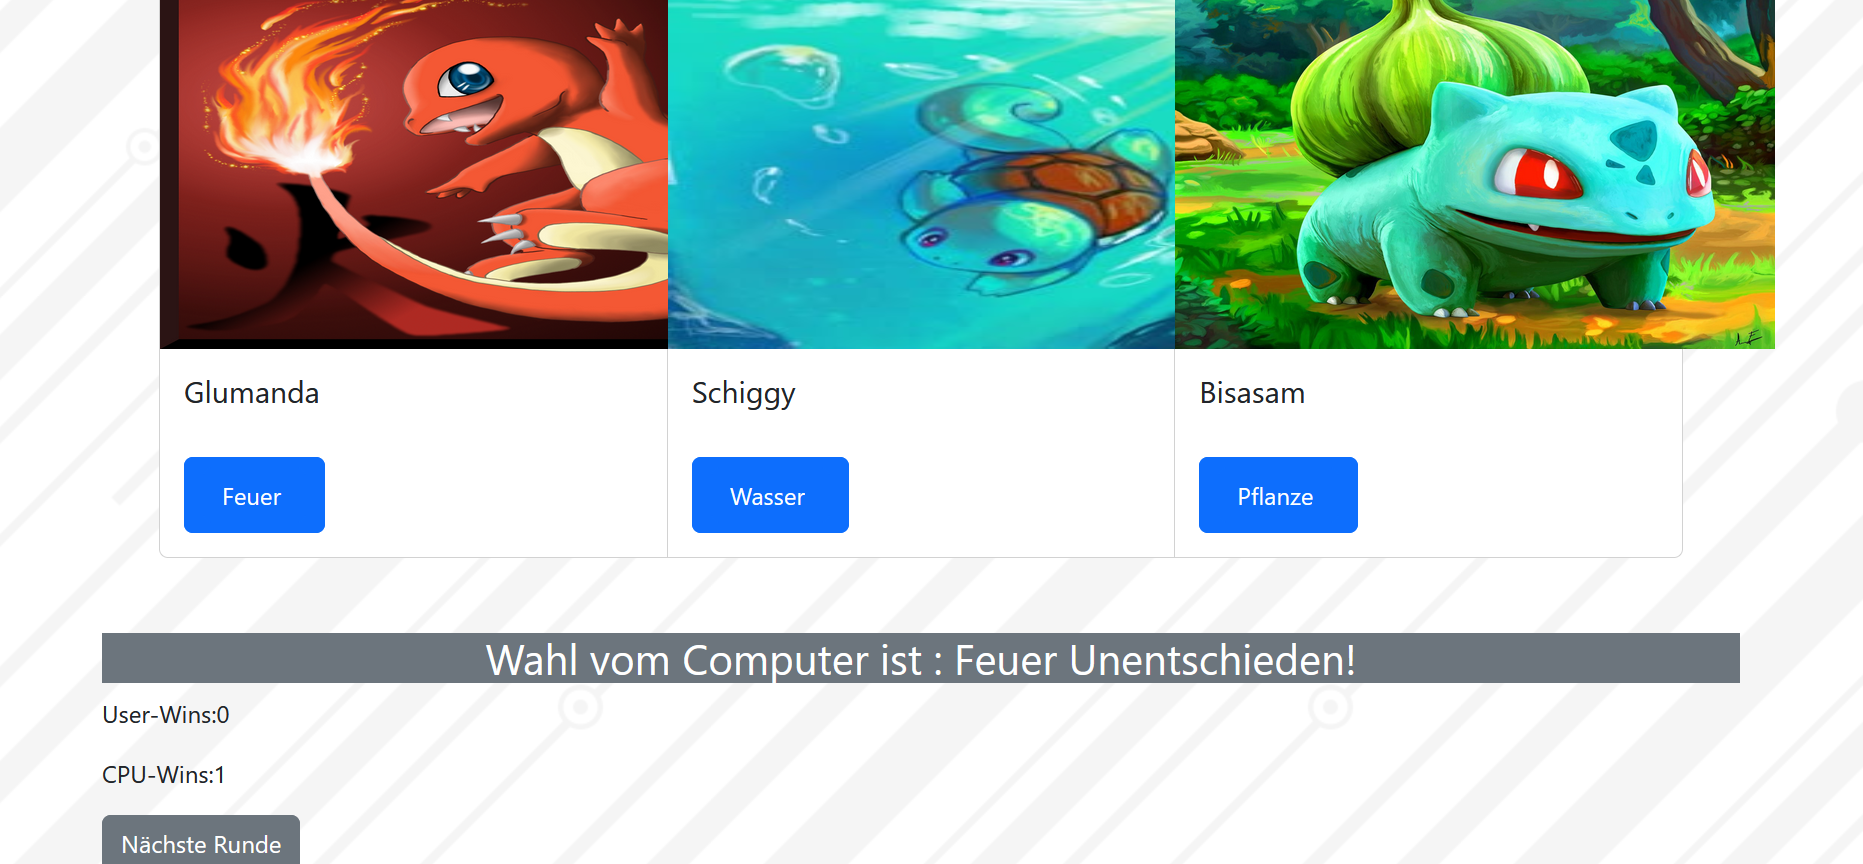 Glumanda
Schiggy
Bisasam
Feuer
Wasser
Pflanze
Wahl vom Computer ist : Feuer Unentschieden!
User-Wins:0
CPU-Wins:1
Nächste Runde